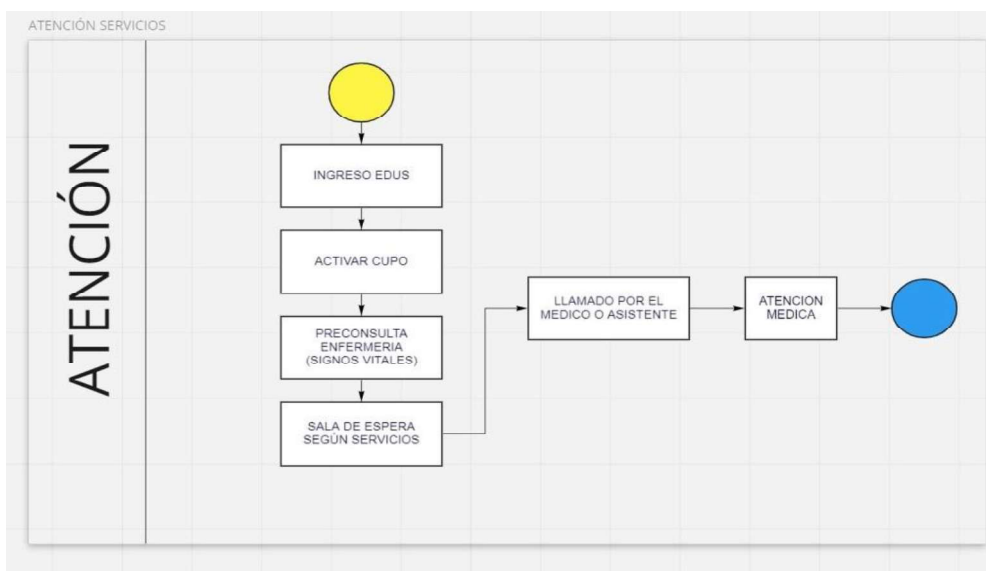 ATENCIÓN SERVICIOS
ATENCIÓN
INGRESO EDUS
ACTIVAR CUPO
PRECONSULTA
ENFERMERIA
(SIGNOS VITALES)
SALA DE ESPERA
SEGÚN SERVICIOS
LLAMADO POR EL
MEDICO O ASISTENTE
ATENCION
MEDICA